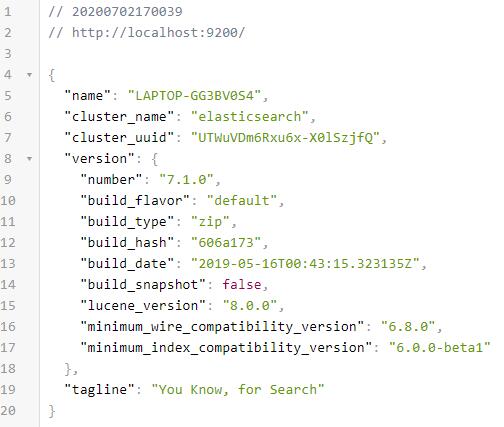 1 // 20200702170039
2 // http://localhost:9200/
3
4 {
5 "name": "LAPTOP-GG3BV0S4",
6 "cluster_name": "elasticsearch",
7 "cluster_uuid": "UTWuVDm6Rxu6x-X0lSzjfQ",
8 "version": {
9 "number": "7.1.0",
10 "build_flavor": "default",
11 "build_type": "zip",
12 "build_hash": "606a173",
13 "build_date": "2019-05-16T00:43:15.323135Z",
14 "build_snapshot": false,
15 "lucene_version": "8.0.0",
16 "minimum_wire_compatibility_version": "6.8.0",
17 "minimum_index_compatibility_version": "6.0.0-beta1"
18 },
19 "tagline": "You Know, for Search"
20 }